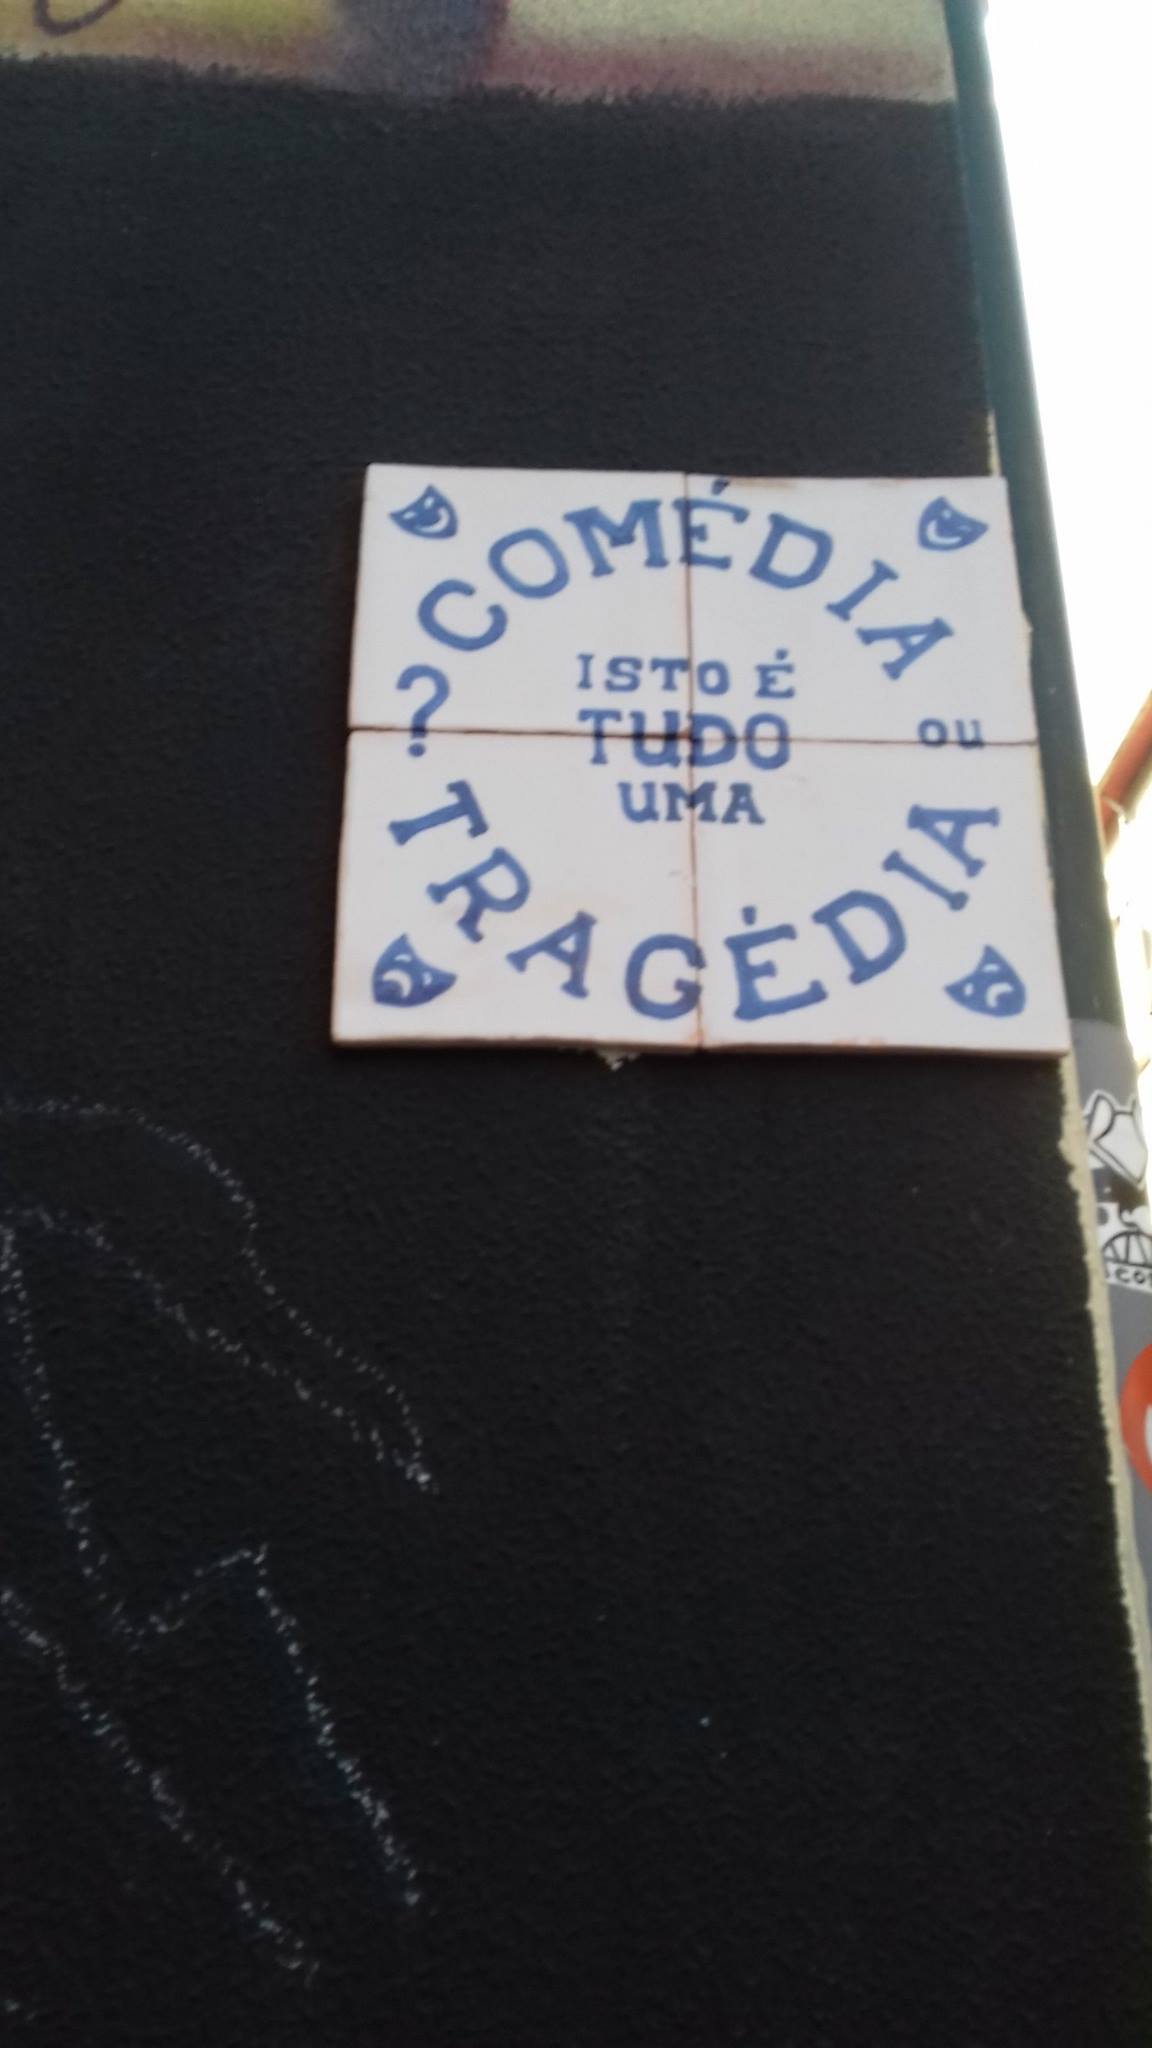 COMÉDIA
ISTO É
TUDO
UMA
OU
?
TRAGÉDIA